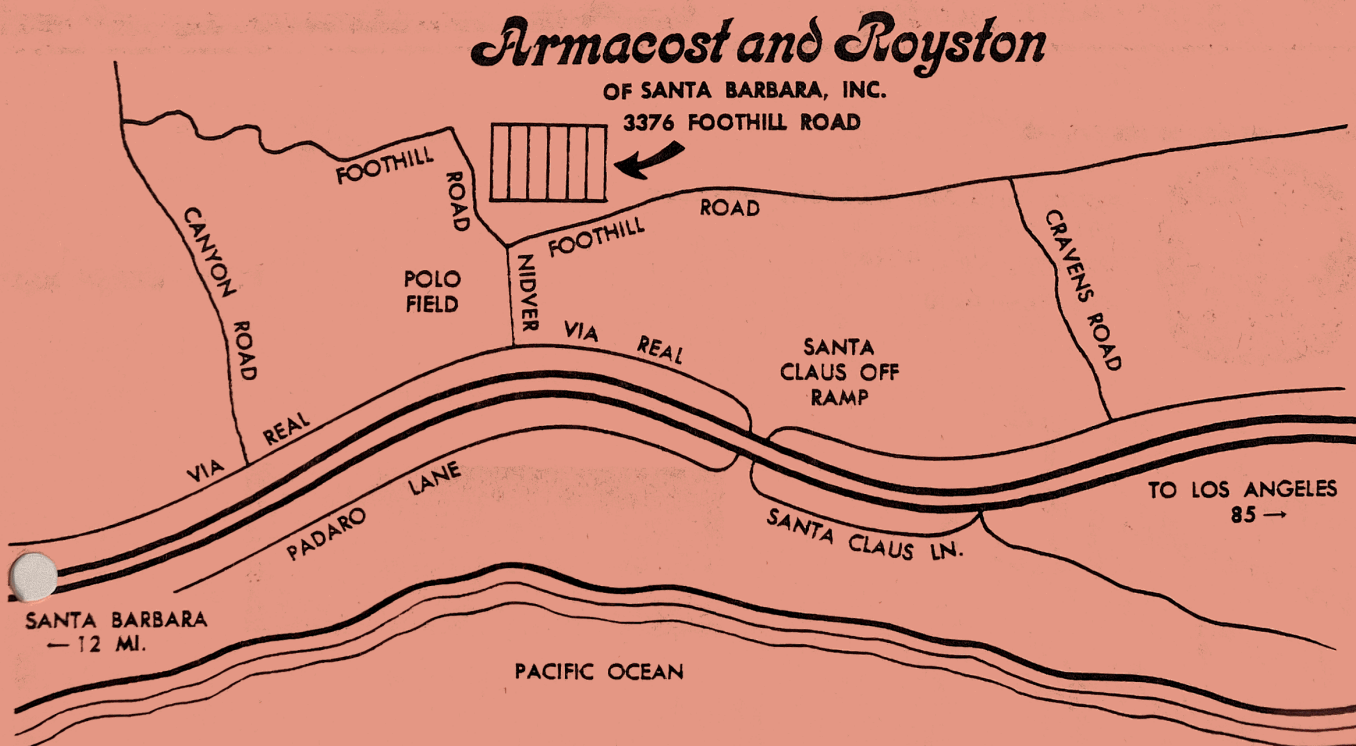 Armacost and Royston
OF SANTA BARBARA, INC.
3376 FOOTHILL ROAD
FOOTHILL
ROAD
FOOTHILL
ROAD
CANYON
ROAD
POLO
FIELD
NIDVER
CRAVENS ROAD
VIA
REAL
SANTA
CLAUS OFF
RAMP
VIA
REAL
PADARO
LANE
SANTA CLAUS LN.
TO LOS ANGELES
85 →
SANTA BARBARA
← 12 MI.
PACIFIC OCEAN